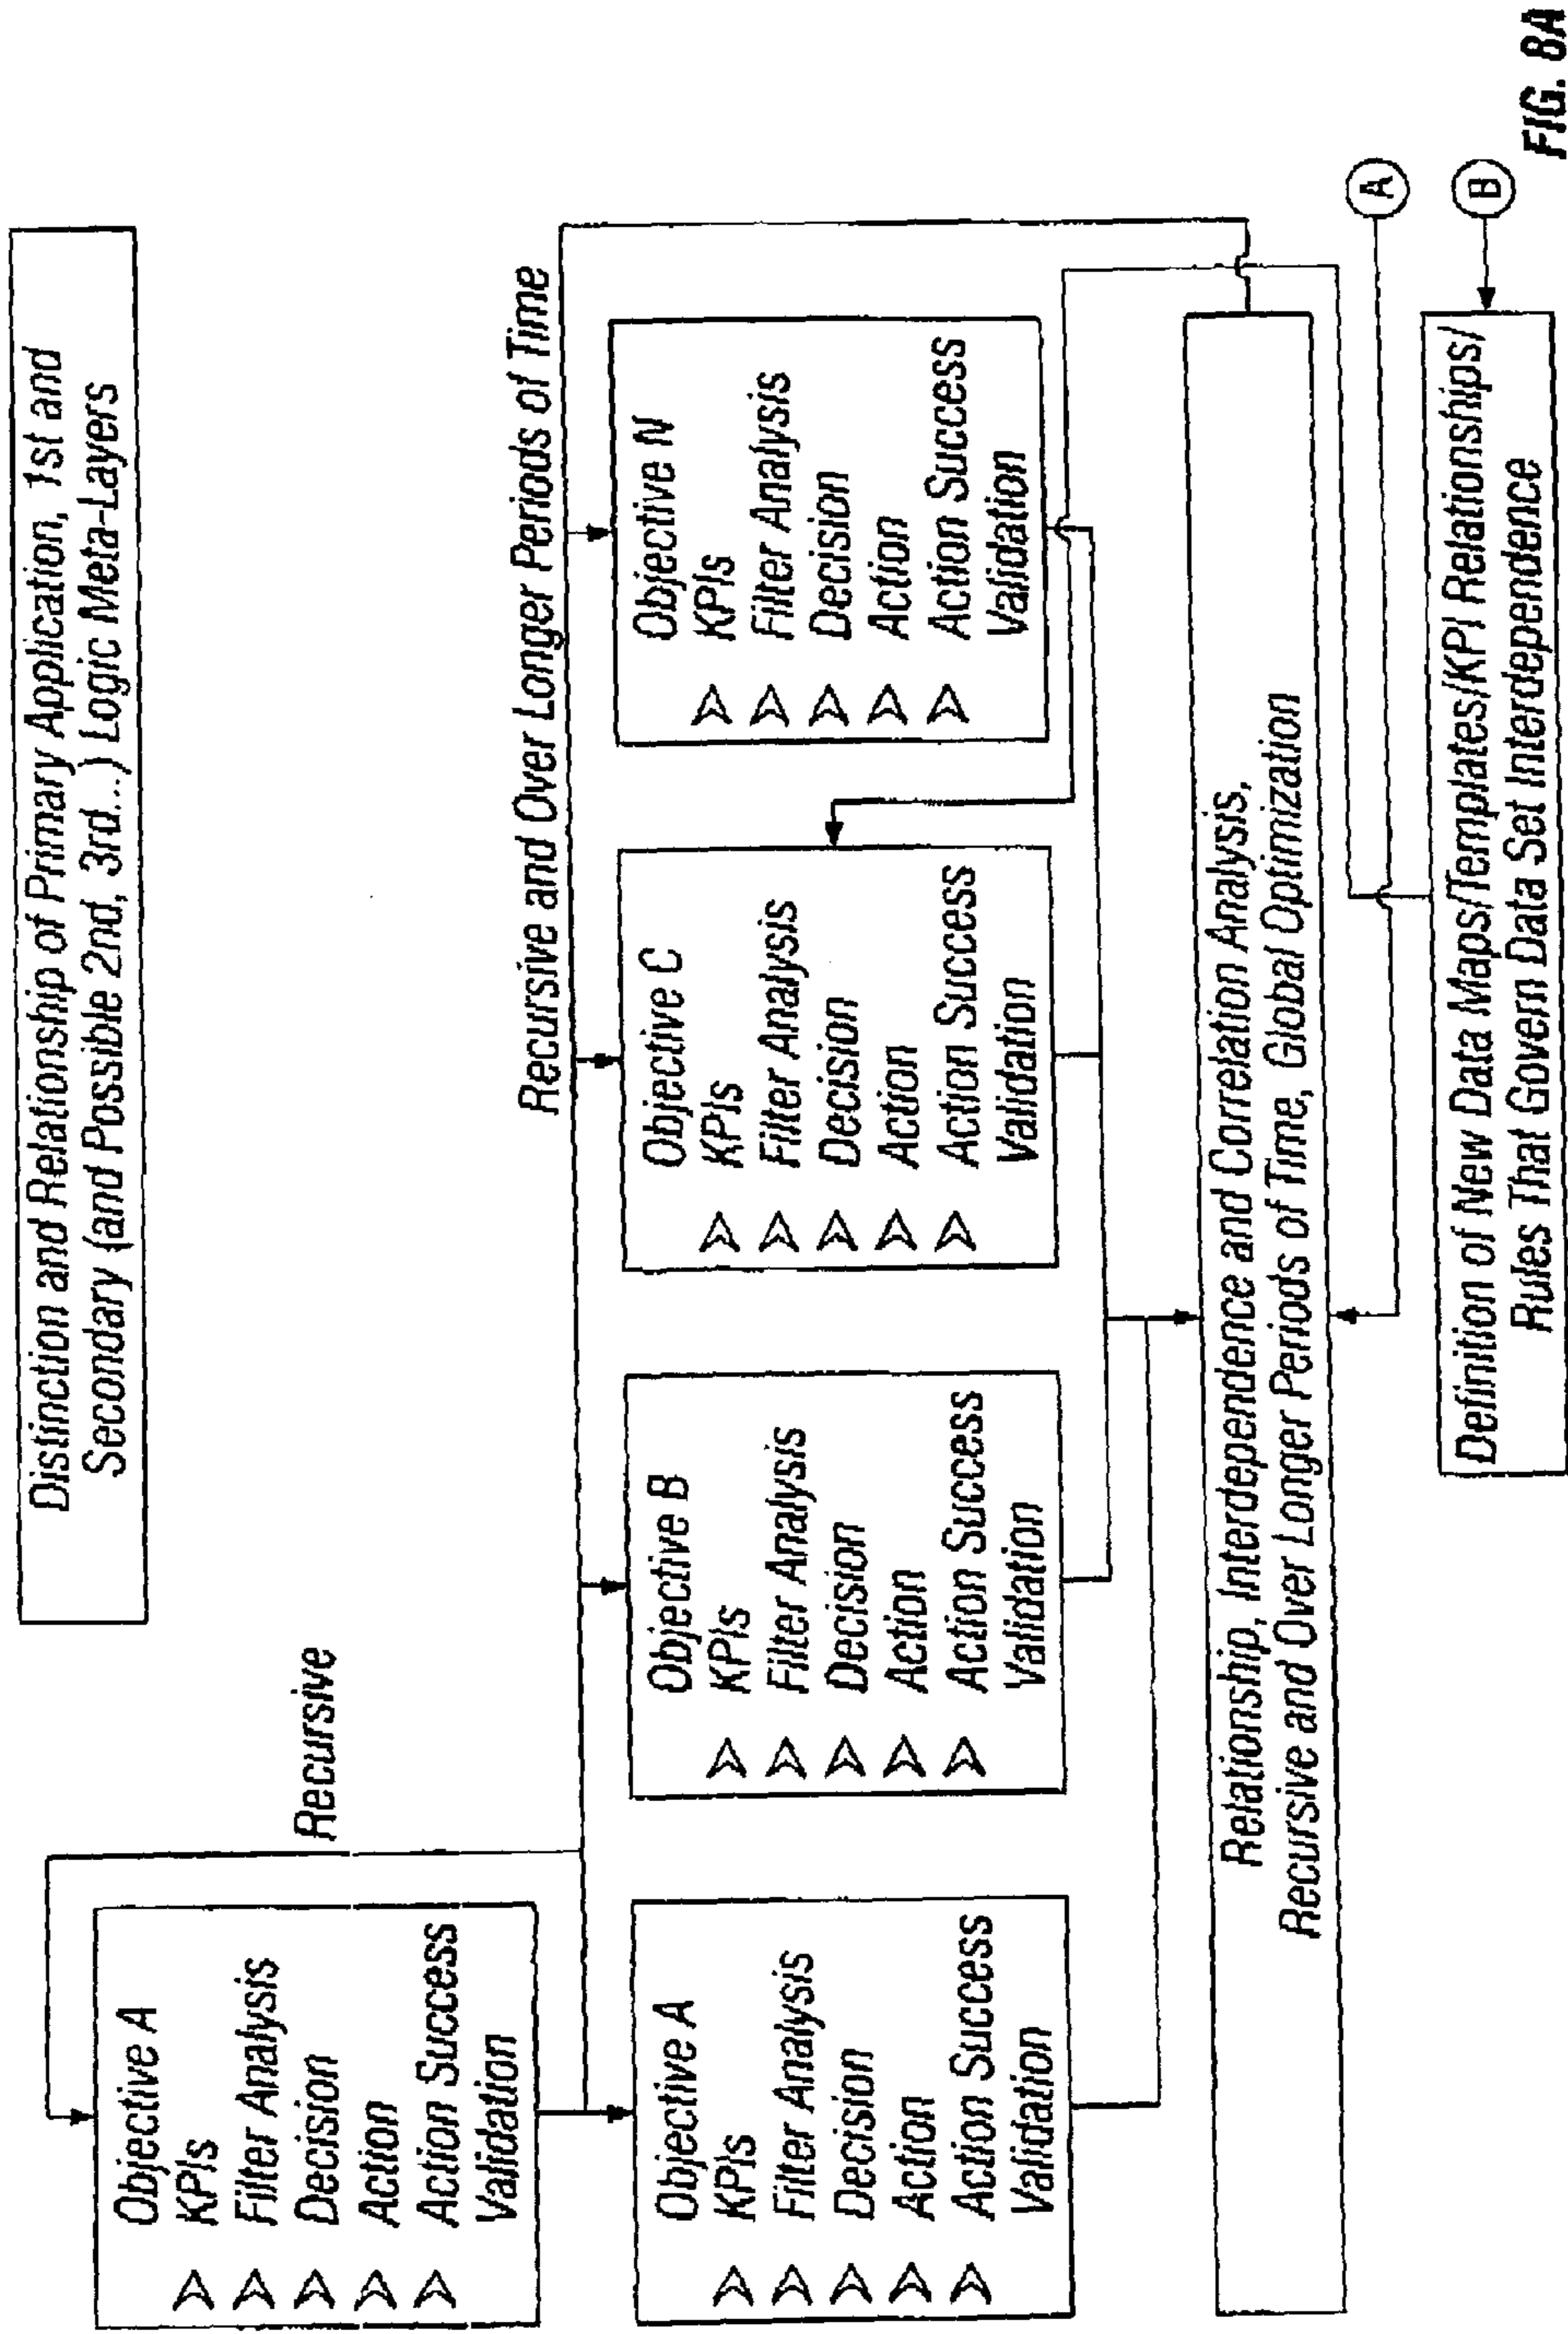 Distinction and Relationship of Primary Application, 1st and
Secondary (and Possible 2nd, 3rd...) Logic Meta-Layers
Recursive
Objective A
KPIs
Filter Analysis
Decision
Action
Action Success
Validation
Recursive and Over Longer Periods of Time
Objective A
KPIs
Filter Analysis
Decision
Action
Action Success
Validation
Objective B
KPIs
Filter Analysis
Decision
Action
Action Success
Validation
Objective C
KPIs
Filter Analysis
Decision
Action
Action Success
Validation
Objective N
KPIs
Filter Analysis
Decision
Action
Action Success
Validation
Relationship, Interdependence and Correlation Analysis,
Recursive and Over Longer Periods of Time, Global Optimization
A
Definition of New Data Maps/Templates/KPI Relationships/
Rules That Govern Data Set Interdependence
B
FIG. 8A